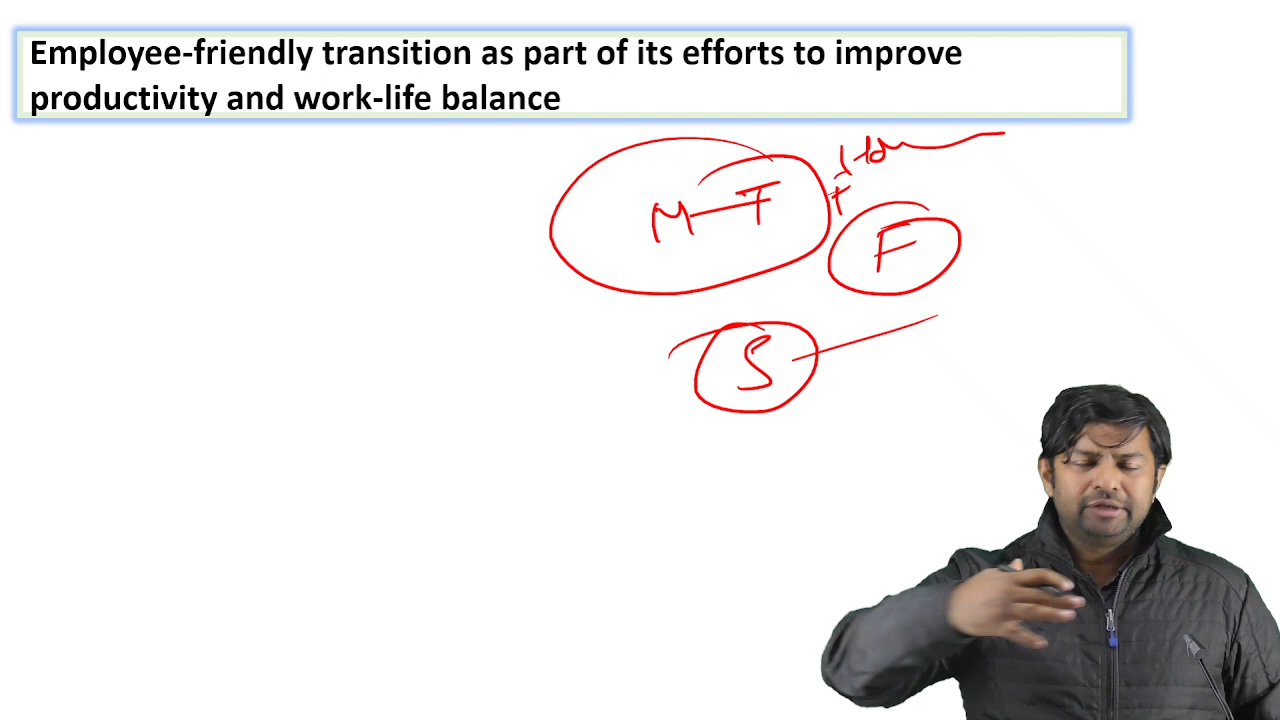 Employee-friendly transition as part of its efforts to improve
productivity and work-life balance
M-F
F
S